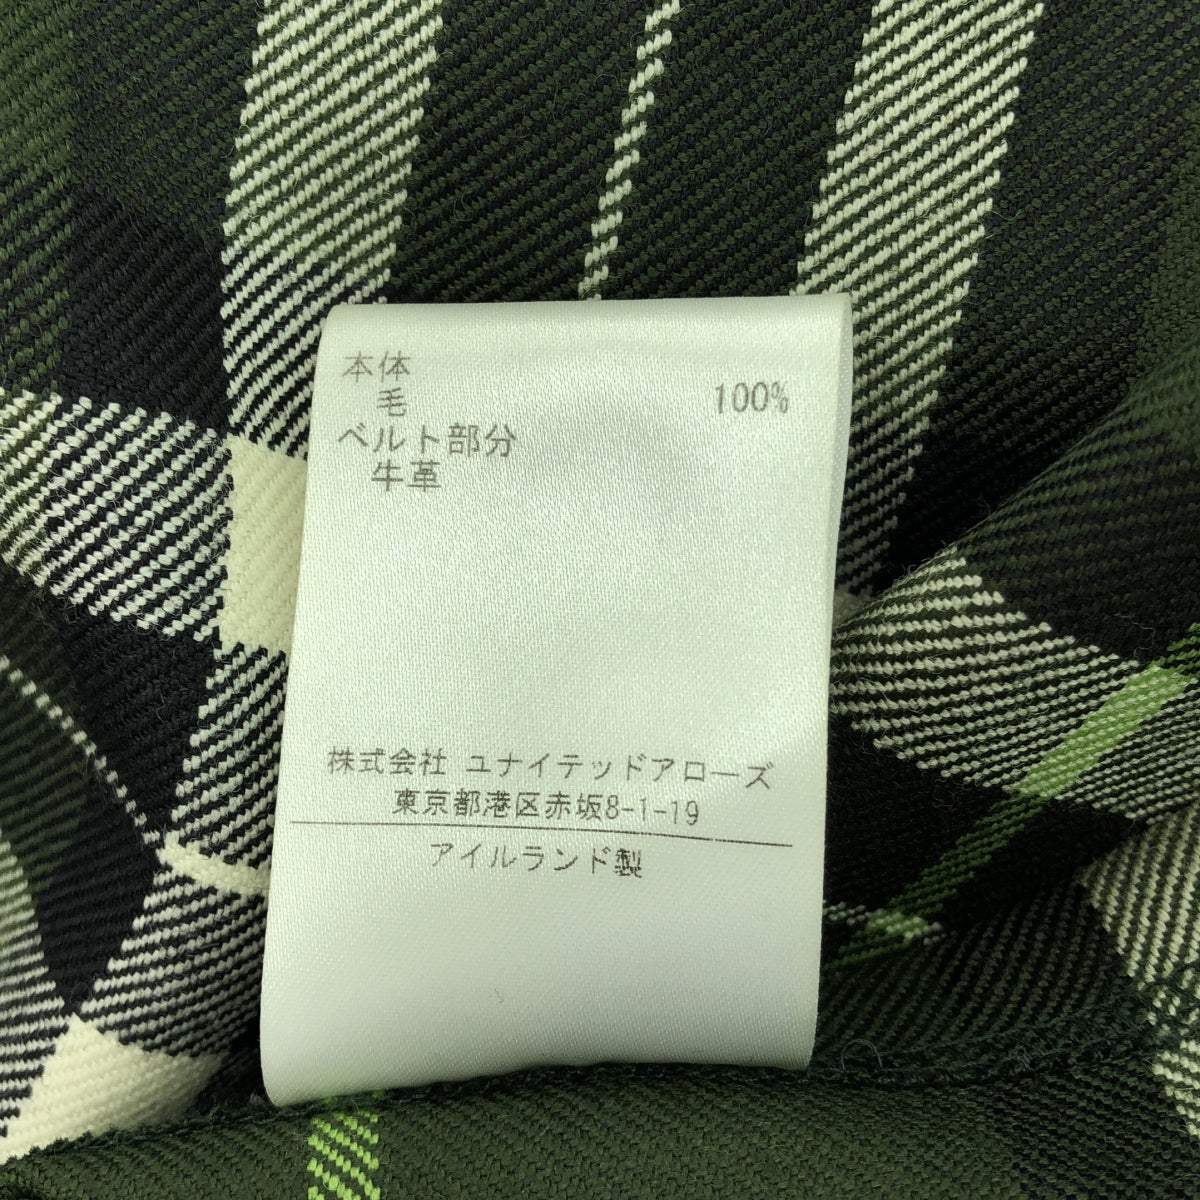 本体
毛 100%
ベルト部分
牛革
株式会社 ユナイテッドアローズ
東京都港区赤坂8-1-19
アイルランド製